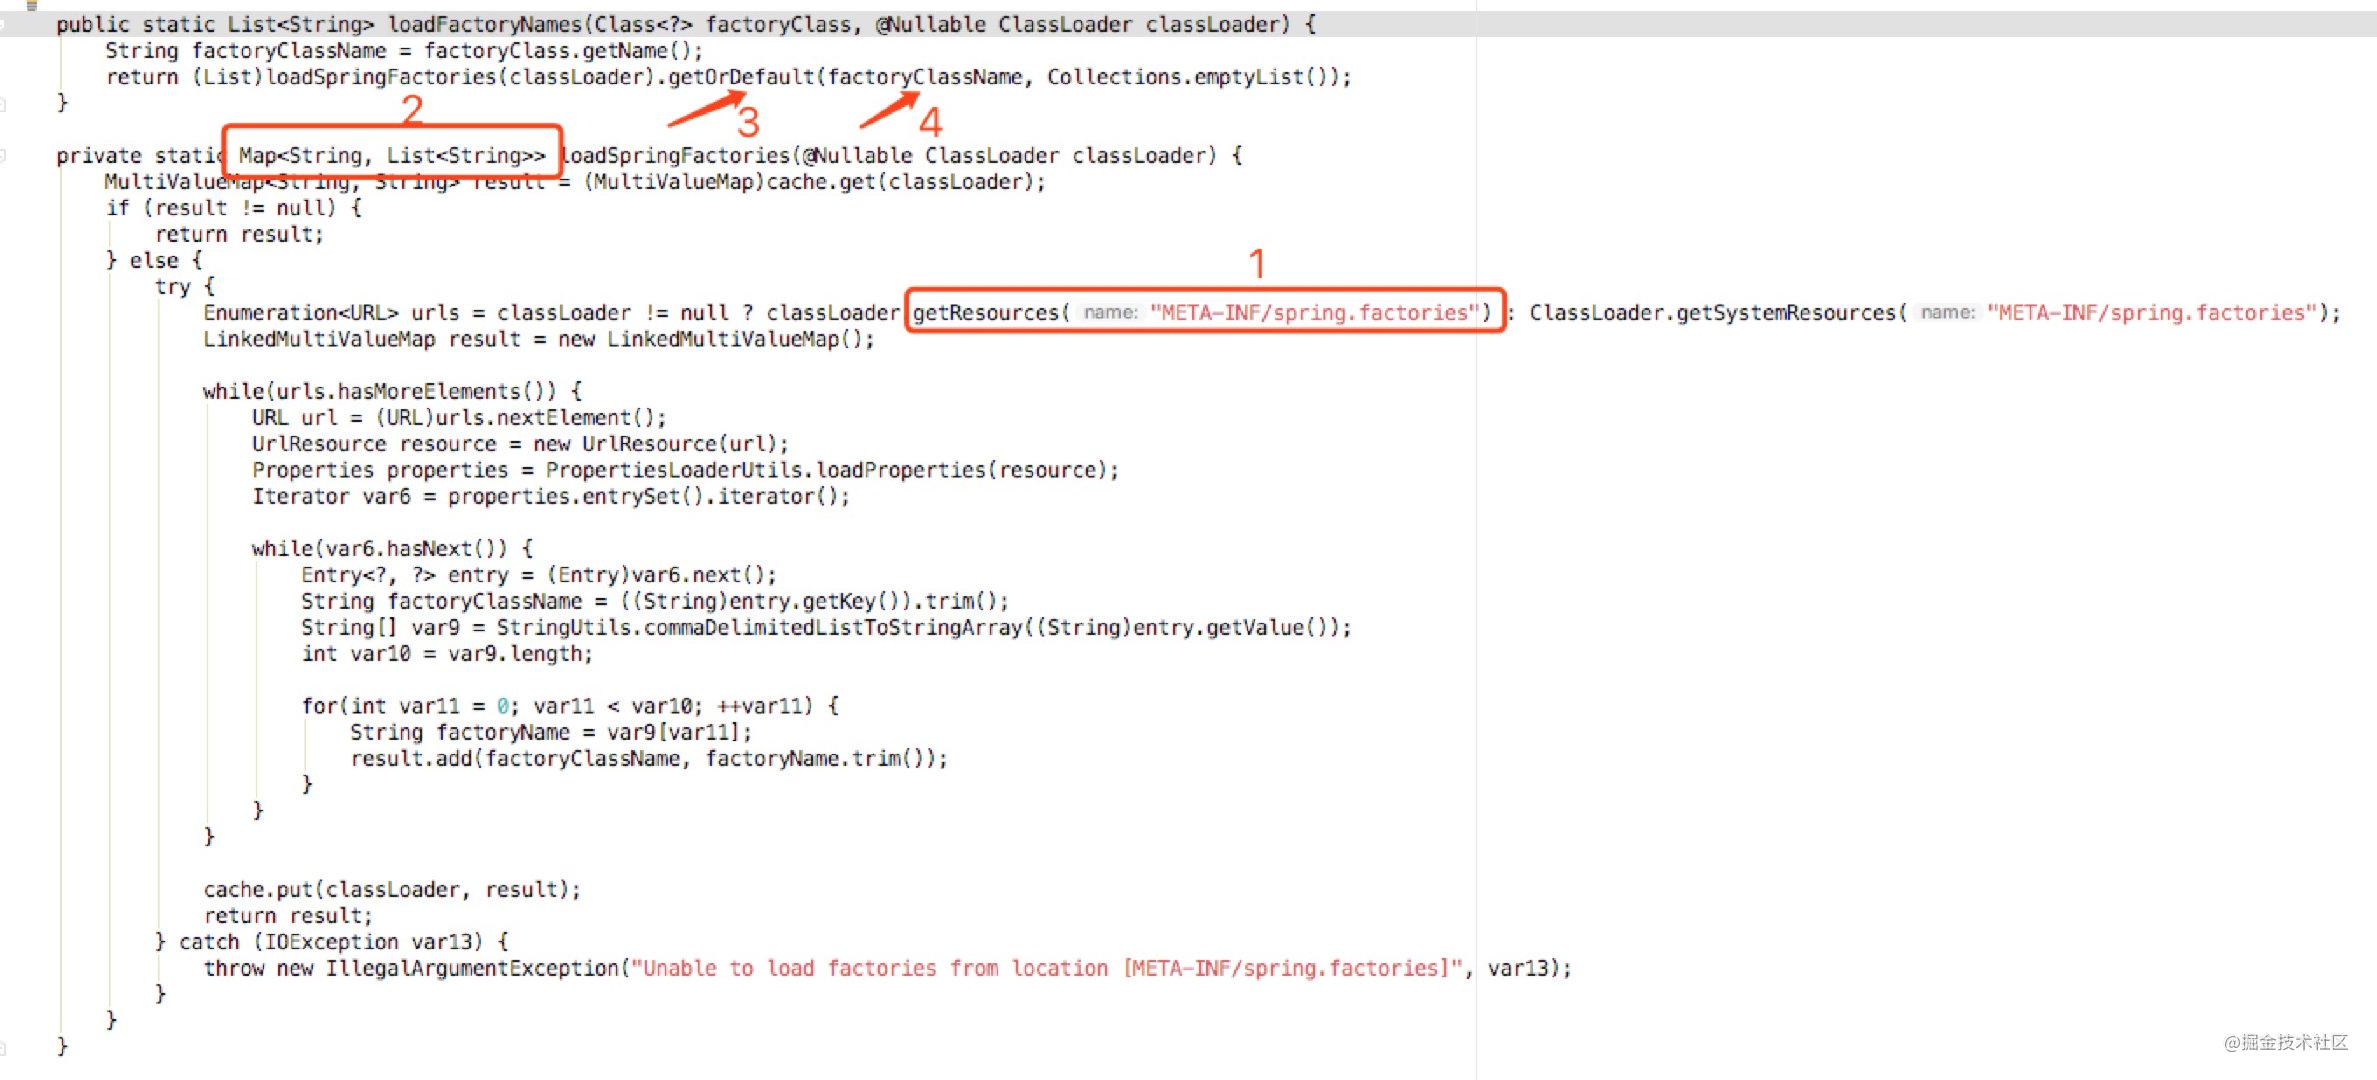 public static List<String> loadFactoryNames(Class<?> factoryClass, @Nullable ClassLoader classLoader) {
String factoryClassName = factoryClass.getName();
return (List)loadSpringFactories(classLoader).getOrDefault(factoryClassName, Collections.emptyList());
}
2
3
4
private static Map<String, List<String>> loadSpringFactories(@Nullable ClassLoader classLoader) {
MultiValueMap<String, String> result = (MultiValueMap)cache.get(classLoader);
if (result != null) {
return result;
} else {
1
try {
Enumeration<URL> urls = classLoader != null ? classLoader.getResources( name: "META-INF/spring.factories") : ClassLoader.getSystemResources( name: "META-INF/spring.factories");
LinkedMultiValueMap result = new LinkedMultiValueMap();
while(urls.hasMoreElements()) {
URL url = (URL)urls.nextElement();
UrlResource resource = new UrlResource(url);
Properties properties = PropertiesLoaderUtils.loadProperties(resource);
Iterator var6 = properties.entrySet().iterator();
while(var6.hasNext()) {
Entry<?, ?> entry = (Entry)var6.next();
String factoryClassName = ((String)entry.getKey()).trim();
String[] var9 = StringUtils.commaDelimitedListToStringArray((String)entry.getValue());
int var10 = var9.length;
for(int var11 = 0; var11 < var10; ++var11) {
String factoryName = var9[var11];
result.add(factoryClassName, factoryName.trim());
}
}
}
cache.put(classLoader, result);
return result;
} catch (IOException var13) {
throw new IllegalArgumentException("Unable to load factories from location [META-INF/spring.factories]", var13);
}
}
}
@掘金技术社区